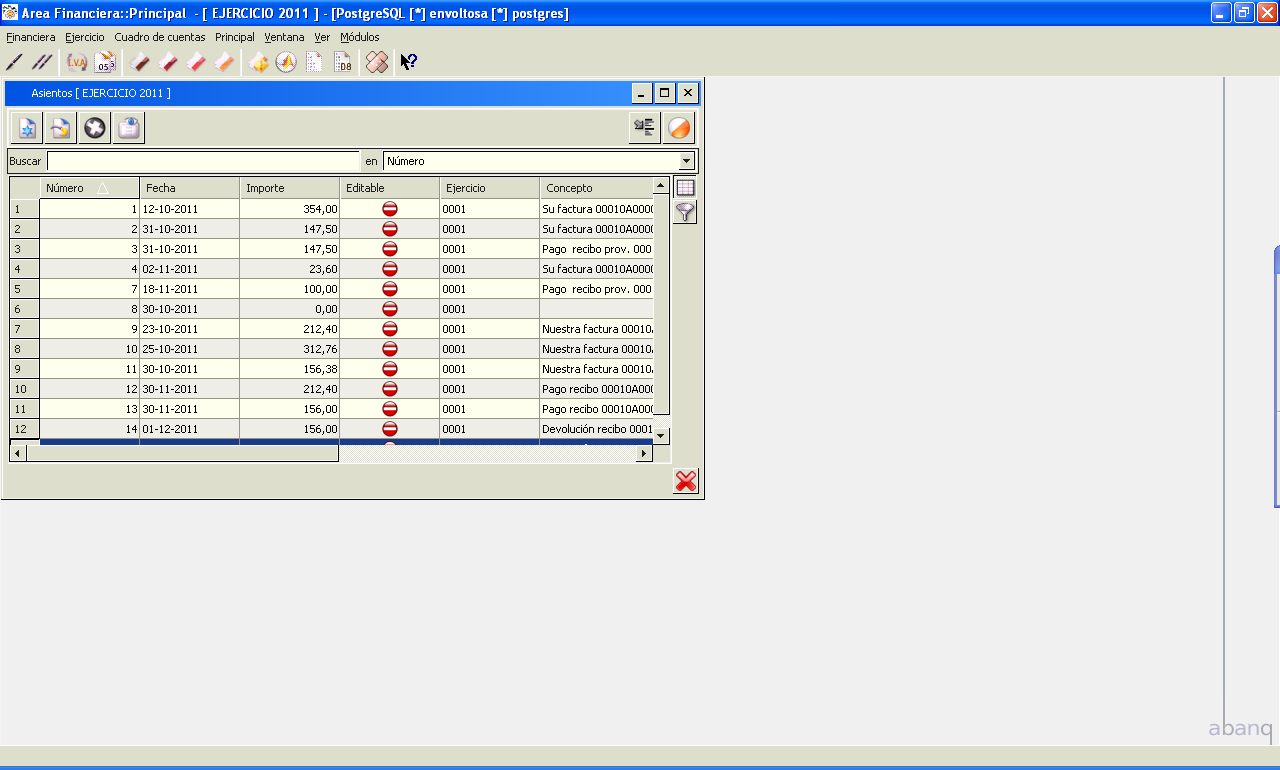 Area Financiera::Principal - [ EJERCICIO 2011 ] - [PostgreSQL [*] envoltosa [*] postgres]
Financiera Ejercicio Cuadro de cuentas Principal Ventana Ver Módulos
Asientos [ EJERCICIO 2011 ]
Buscar en Número
Número Fecha Importe Editable Ejercicio Concepto
1 1 12-10-2011 354,00 0001 Su factura 00010A000
2 2 31-10-2011 147,50 0001 Su factura 00010A000
3 3 31-10-2011 147,50 0001 Pago recibo prov. 000
4 4 02-11-2011 23,60 0001 Su factura 00010A000
5 7 18-11-2011 100,00 0001 Pago recibo prov. 000
6 8 30-10-2011 0,00 0001
7 9 23-10-2011 212,40 0001 Nuestra factura 00010
8 10 25-10-2011 312,76 0001 Nuestra factura 00010
9 11 30-10-2011 156,38 0001 Nuestra factura 00010
10 12 30-11-2011 212,40 0001 Pago recibo 00010A00
11 13 30-11-2011 156,00 0001 Pago recibo 00010A00
12 14 01-12-2011 156,00 0001 Devolución recibo 0001
abanq